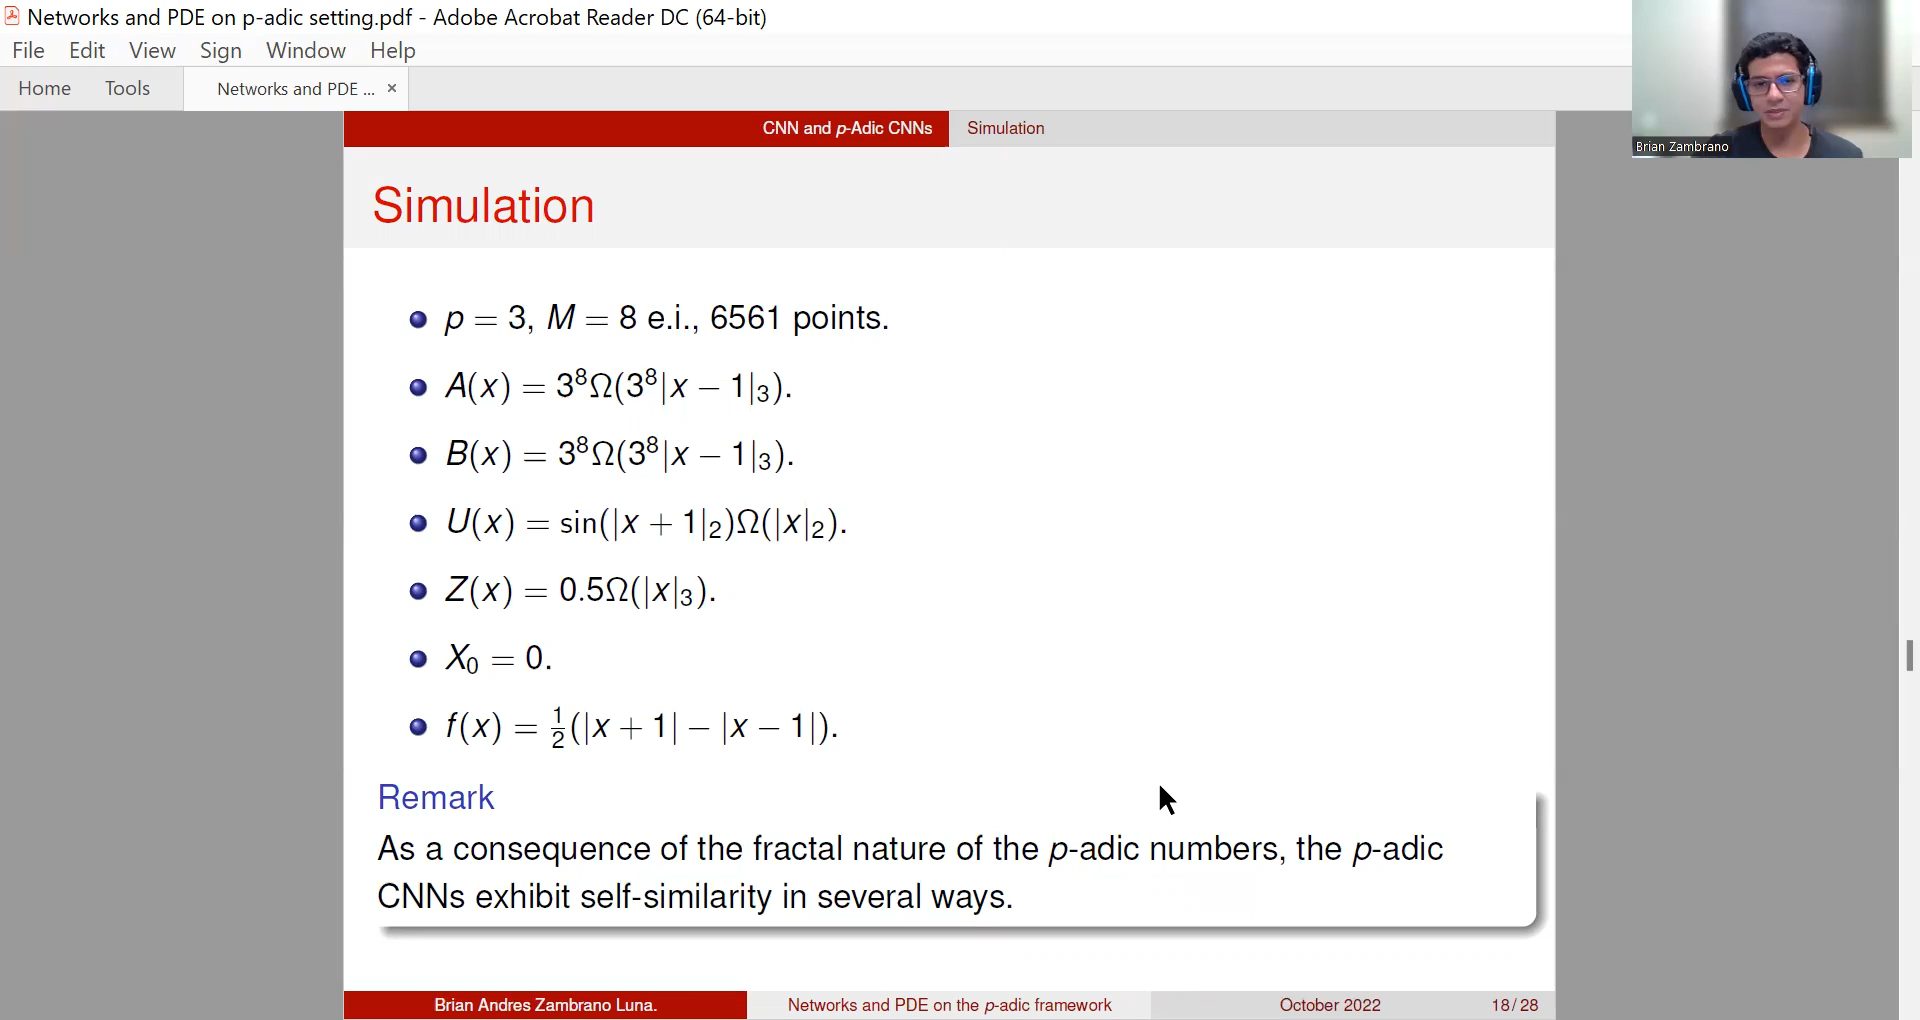 Networks and PDE on p-adic setting.pdf - Adobe Acrobat Reader DC (64-bit)
File Edit View Sign Window Help
Home Tools Networks and PDE ... ×
Brian Zambrano
CNN and p-Adic CNNs Simulation
Simulation
p = 3, M = 8 e.i., 6561 points.
A(x) = 3⁸Ω(3⁸|x − 1|₃).
B(x) = 3⁸Ω(3⁸|x − 1|₃).
U(x) = sin(|x + 1|₂)Ω(|x|₂).
Z(x) = 0.5Ω(|x|₃).
X₀ = 0.
f(x) = ½(|x + 1| − |x − 1|).
Remark
As a consequence of the fractal nature of the p-adic numbers, the p-adic
CNNs exhibit self-similarity in several ways.
Brian Andres Zambrano Luna. Networks and PDE on the p-adic framework October 2022 18/28